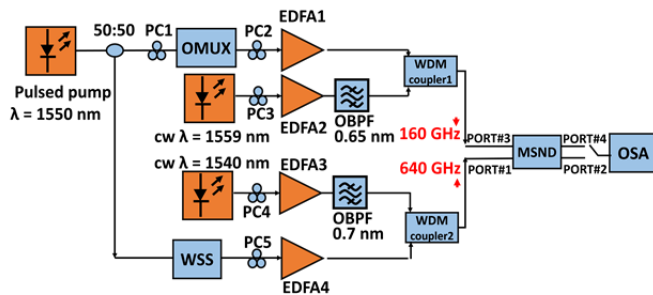 50:50
PC1
OMUX
PC2
EDFA1
Pulsed pump
λ = 1550 nm
WDM
coupler1
PC3
EDFA2
OBPF
0.65 nm
cw λ = 1559 nm
cw λ = 1540 nm
160 GHz
PORT#3
PORT#4
MSND
OSA
640 GHz
PORT#1
PORT#2
EDFA3
PC4
OBPF
0.7 nm
WDM
coupler2
WSS
PC5
EDFA4